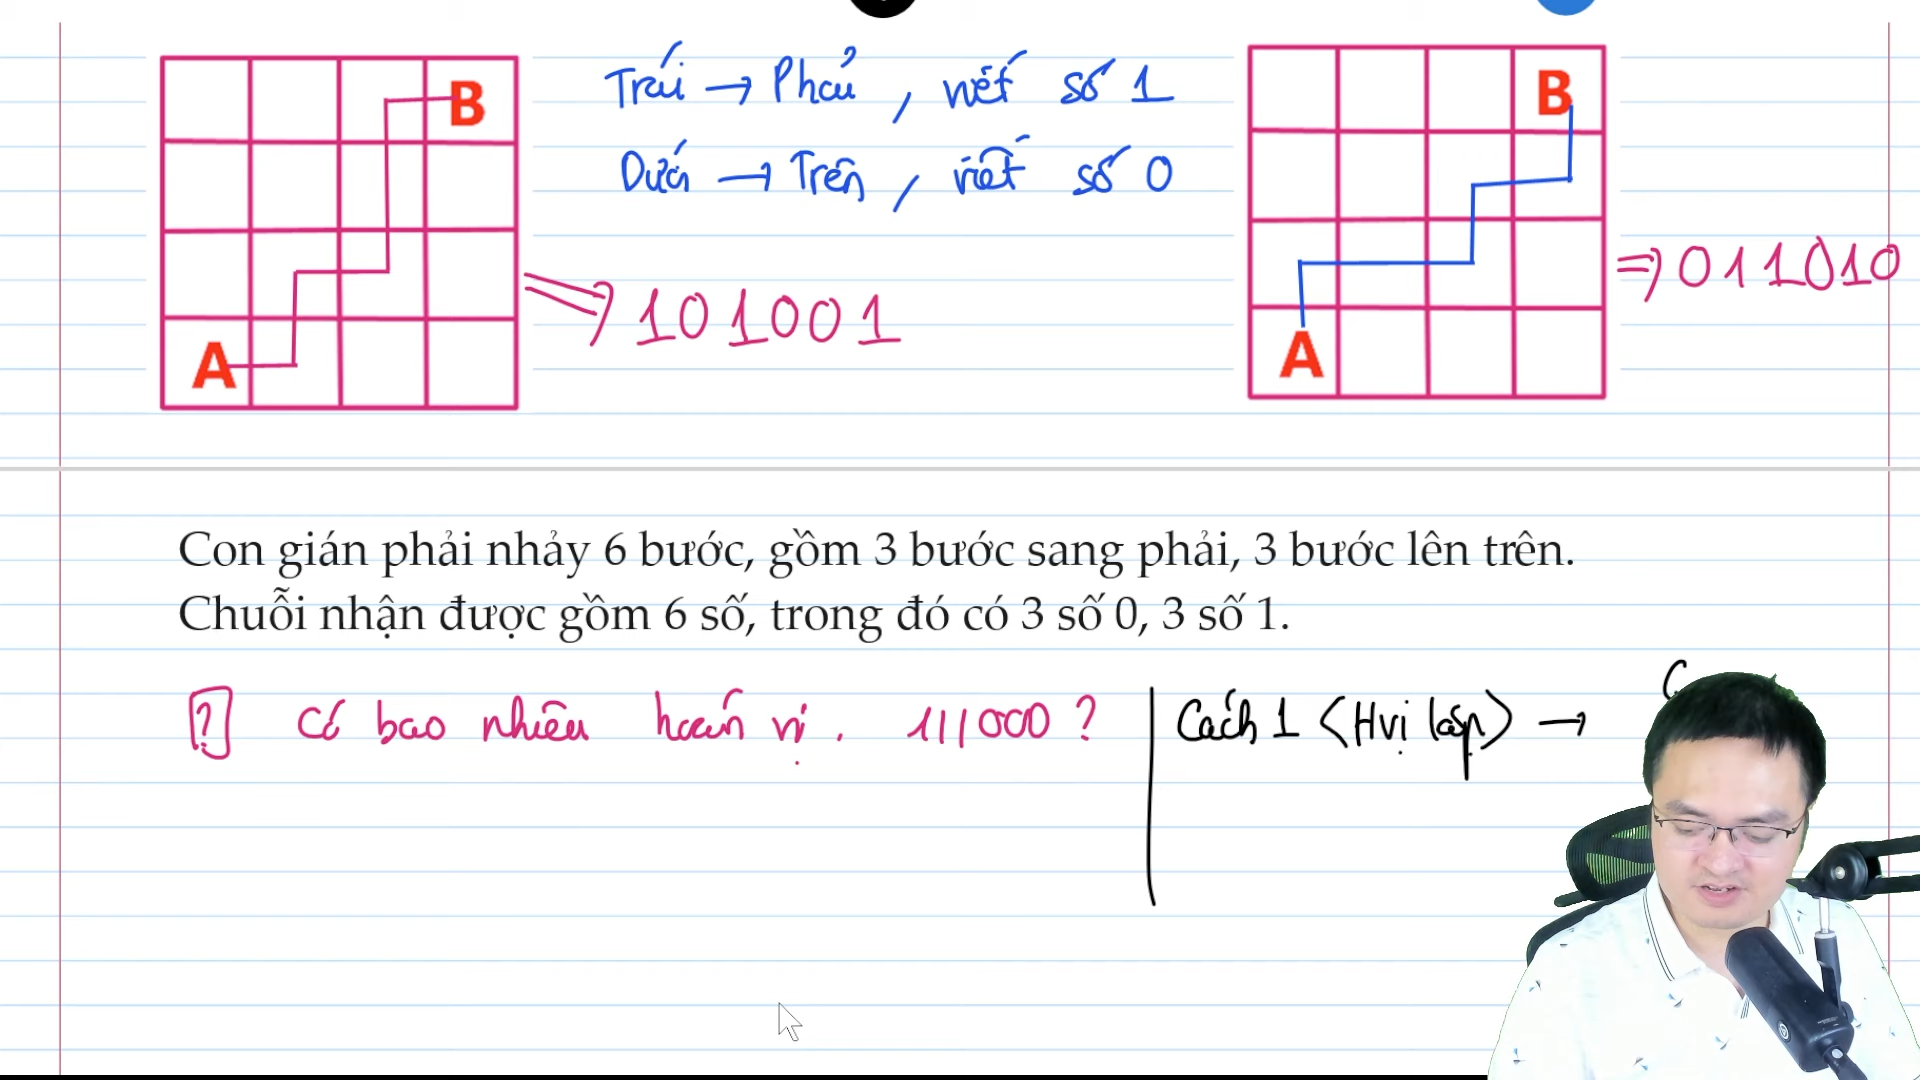 B
Trái → Phải, viết số 1
B
Dưới → Trên, viết số 0
⇒ 011010
⇒ 101001
A
A
Con gián phải nhảy 6 bước, gồm 3 bước sang phải, 3 bước lên trên.
Chuỗi nhận được gồm 6 số, trong đó có 3 số 0, 3 số 1.
? Có bao nhiêu hoán vị. 111000?
Cách 1 <Hvị lặp> →